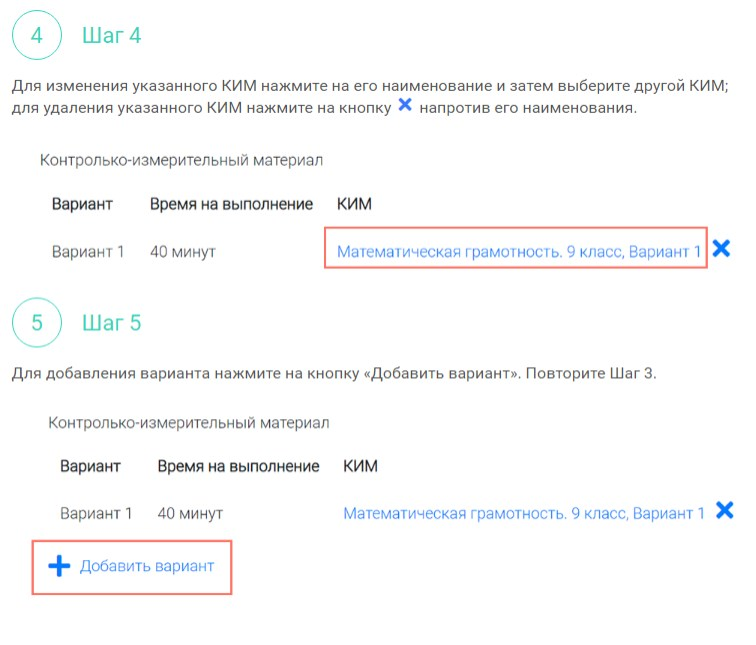 4 Шаг 4
Для изменения указанного КИМ нажмите на его наименование и затем выберите другой КИМ;
для удаления указанного КИМ нажмите на кнопку напротив его наименования.
Контролько-измерительный материал
Вариант Время на выполнение КИМ
Вариант 1 40 минут Математическая грамотность. 9 класс, Вариант 1
5 Шаг 5
Для добавления варианта нажмите на кнопку «Добавить вариант». Повторите Шаг 3.
Контролько-измерительный материал
Вариант Время на выполнение КИМ
Вариант 1 40 минут Математическая грамотность. 9 класс, Вариант 1
Добавить вариант